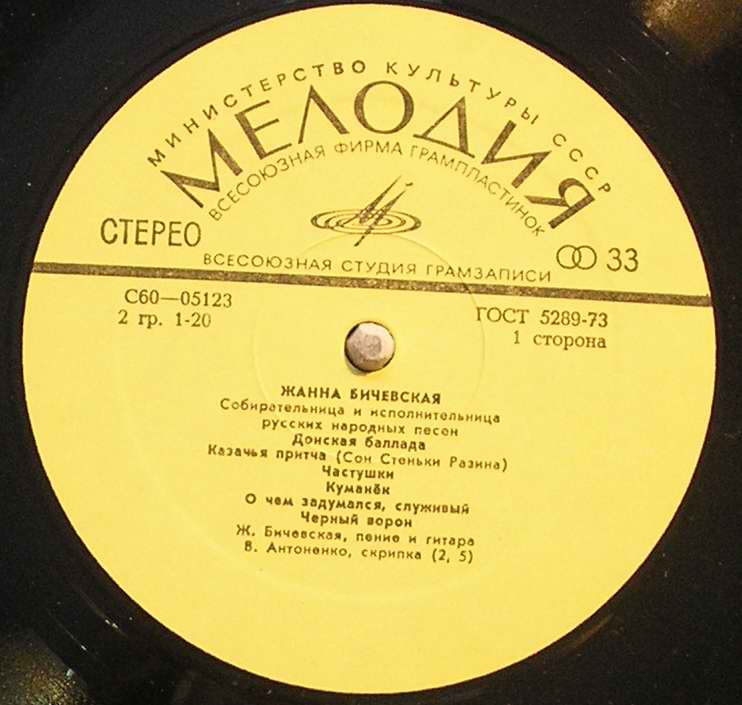 МИНИСТЕРСТВО КУЛЬТУРЫ СССР
МЕЛОДИЯ
ВСЕСОЮЗНАЯ ФИРМА ГРАМПЛАСТИНОК
СТЕРЕО
33
ВСЕСОЮЗНАЯ СТУДИЯ ГРАМЗАПИСИ
С60—05123
ГОСТ 5289-73
2 гр. 1-20
1 сторона
ЖАННА БИЧЕВСКАЯ
Собирательница и исполнительница
русских народных песен
Донская баллада
Казачья притча (Сон Стеньки Разина)
Частушки
Куманёк
О чем задумался, служивый
Черный ворон
Ж. Бичевская, пение и гитара
В. Антоненко, скрипка (2, 5)